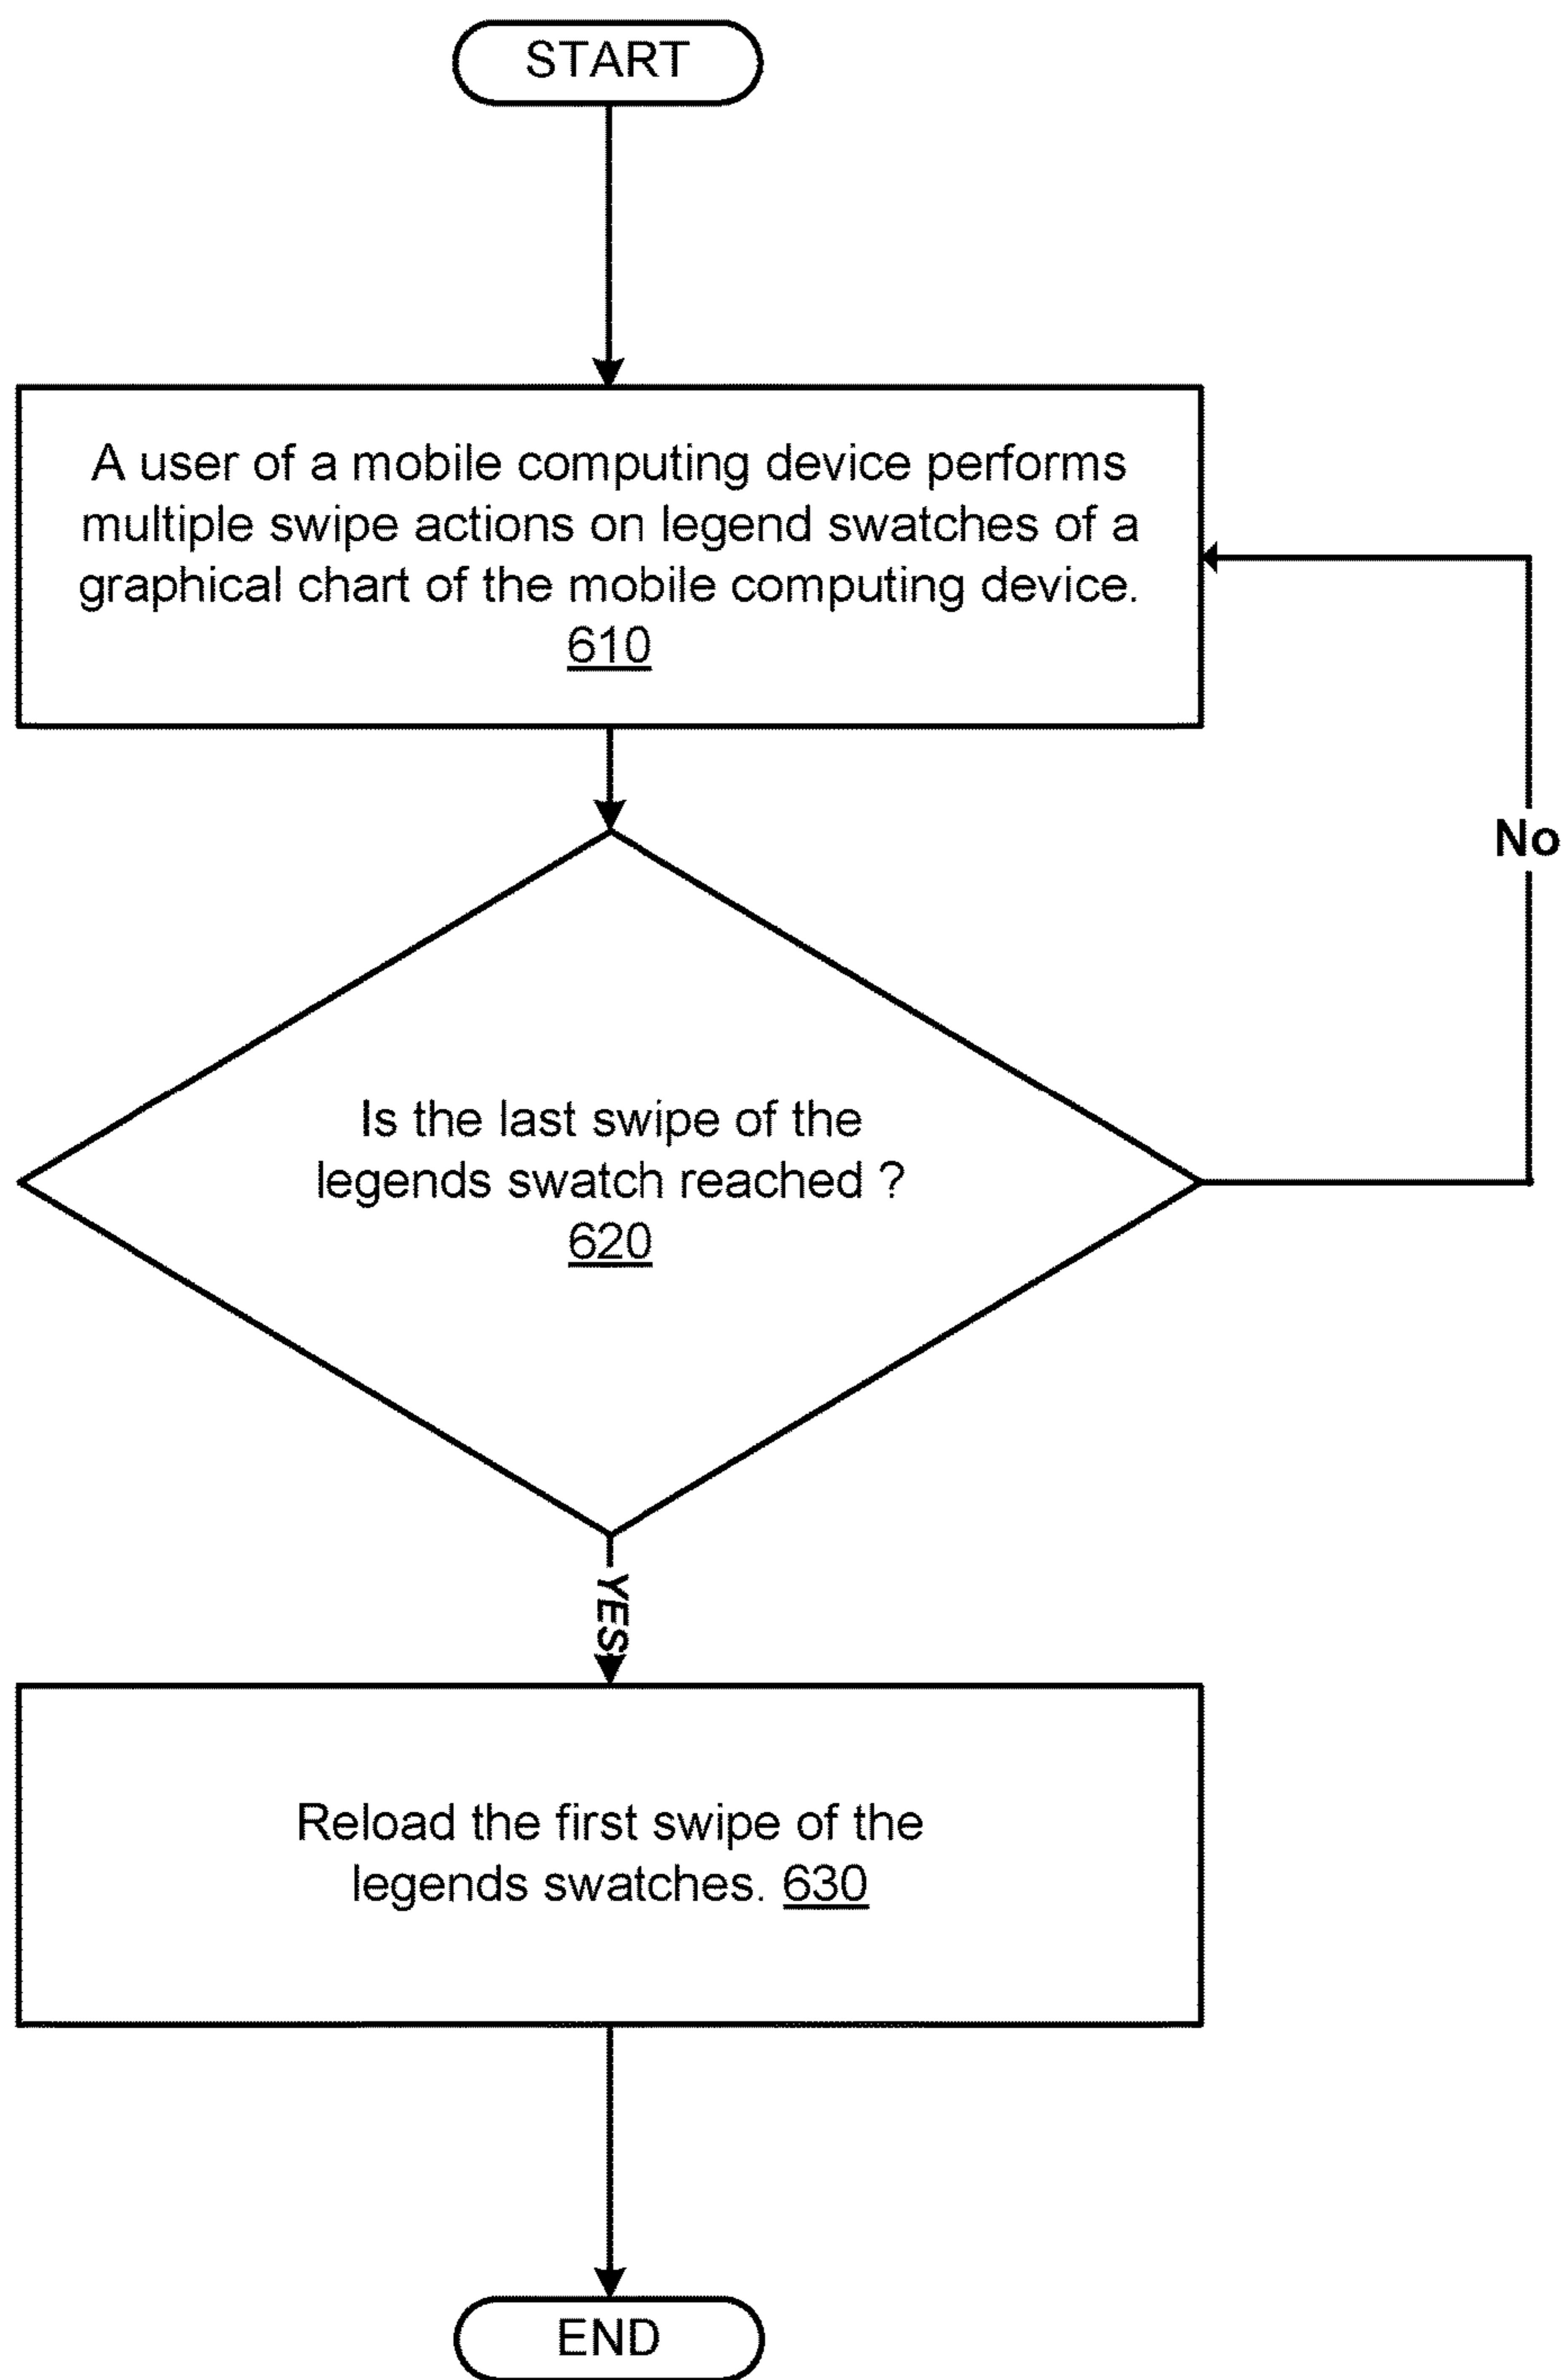 START
A user of a mobile computing device performs
multiple swipe actions on legend swatches of a
graphical chart of the mobile computing device.
610
No
Is the last swipe of the
legends swatch reached ?
620
YES
Reload the first swipe of the
legends swatches. 630
END